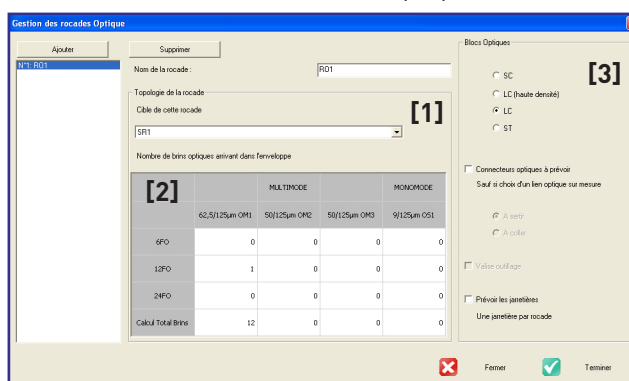 Gestion des rocades Optique
Ajouter
Supprimer
N°1: RO1
Nom de la rocade :
RO1
Topologie de la rocade
Cible de cette rocade
[1]
SR1
Nombre de brins optiques arrivant dans l'enveloppe
[2]
MULTIMODE
MONOMODE
62,5/125µm OM1
50/125µm OM2
50/125µm OM3
9/125µm OS1
6FO 0 0 0 0
12FO 1 0 0 0
24FO 0 0 0 0
Calcul Total Brins 12 0 0 0
Blocs Optiques
[3]
SC
LC (haute densité)
LC
ST
Connecteurs optiques à prévoir
Sauf si choix d'un lien optique sur mesure
A sertir
A coller
Valise outillage
Prévoir les jarretières
Une jarretière par rocade
Fermer
Terminer